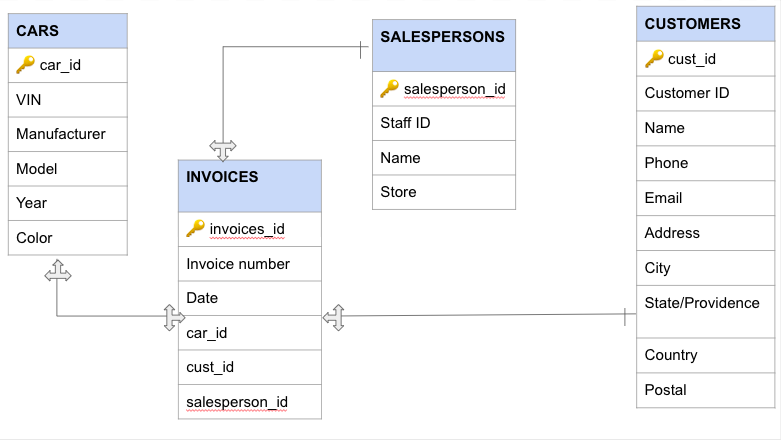 CARS
car_id
VIN
Manufacturer
Model
Year
Color
SALESPERSONS
salesperson_id
Staff ID
Name
Store
CUSTOMERS
cust_id
Customer ID
Name
Phone
Email
Address
City
State/Providence
Country
Postal
INVOICES
invoices_id
Invoice number
Date
car_id
cust_id
salesperson_id